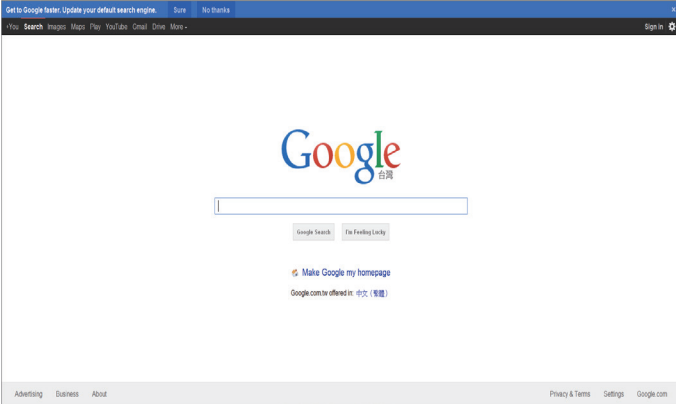 Get to Google faster. Update your default search engine. Sure No thanks
+You Search Images Maps Play YouTube Gmail Drive More Sign in
Google
台灣
Google Search I'm Feeling Lucky
Make Google my homepage
Google.com.tw offered in: 中文（繁體）
Advertising Business About Privacy & Terms Settings Google.com